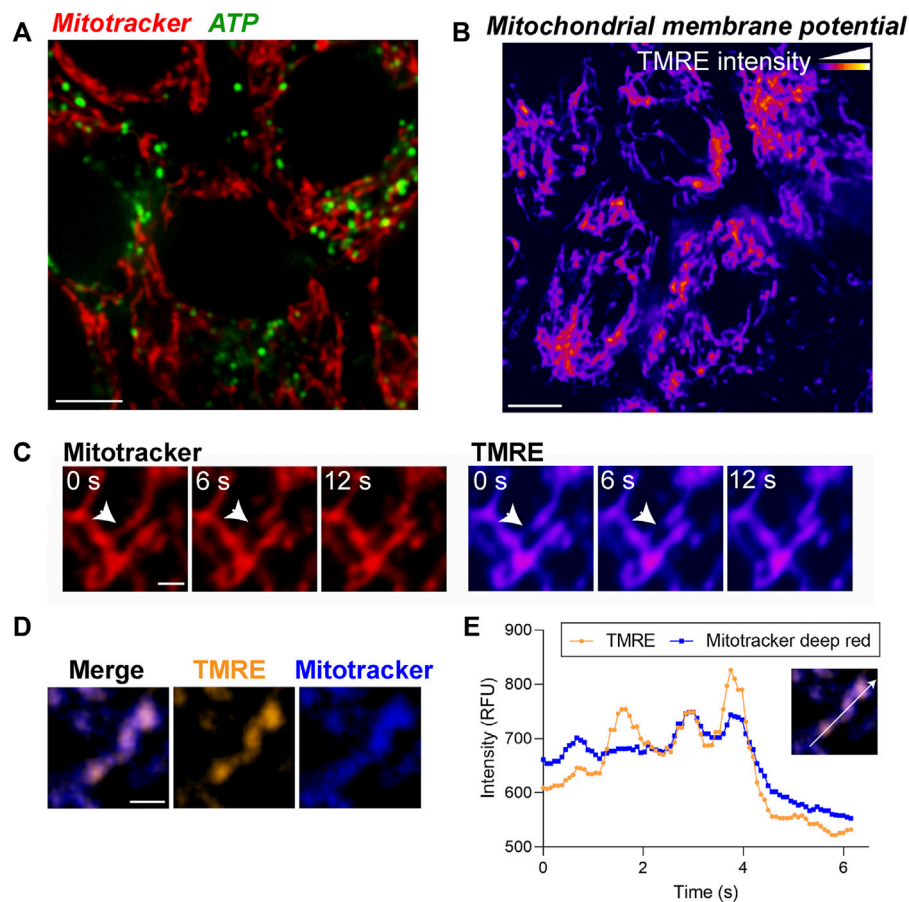 A
Mitotracker ATP
B
Mitochondrial membrane potential
TMRE intensity
C
Mitotracker
0 s
6 s
12 s
TMRE
0 s
6 s
12 s
D
Merge
TMRE
Mitotracker
E
TMRE
Mitotracker deep red
900
800
700
600
500
Intensity (RFU)
0
2
4
6
Time (s)